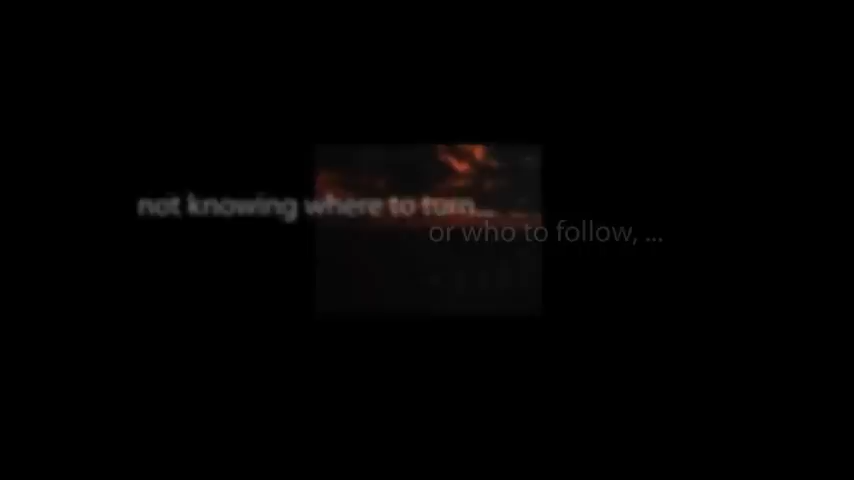 not knowing where to turn...
or who to follow, ...